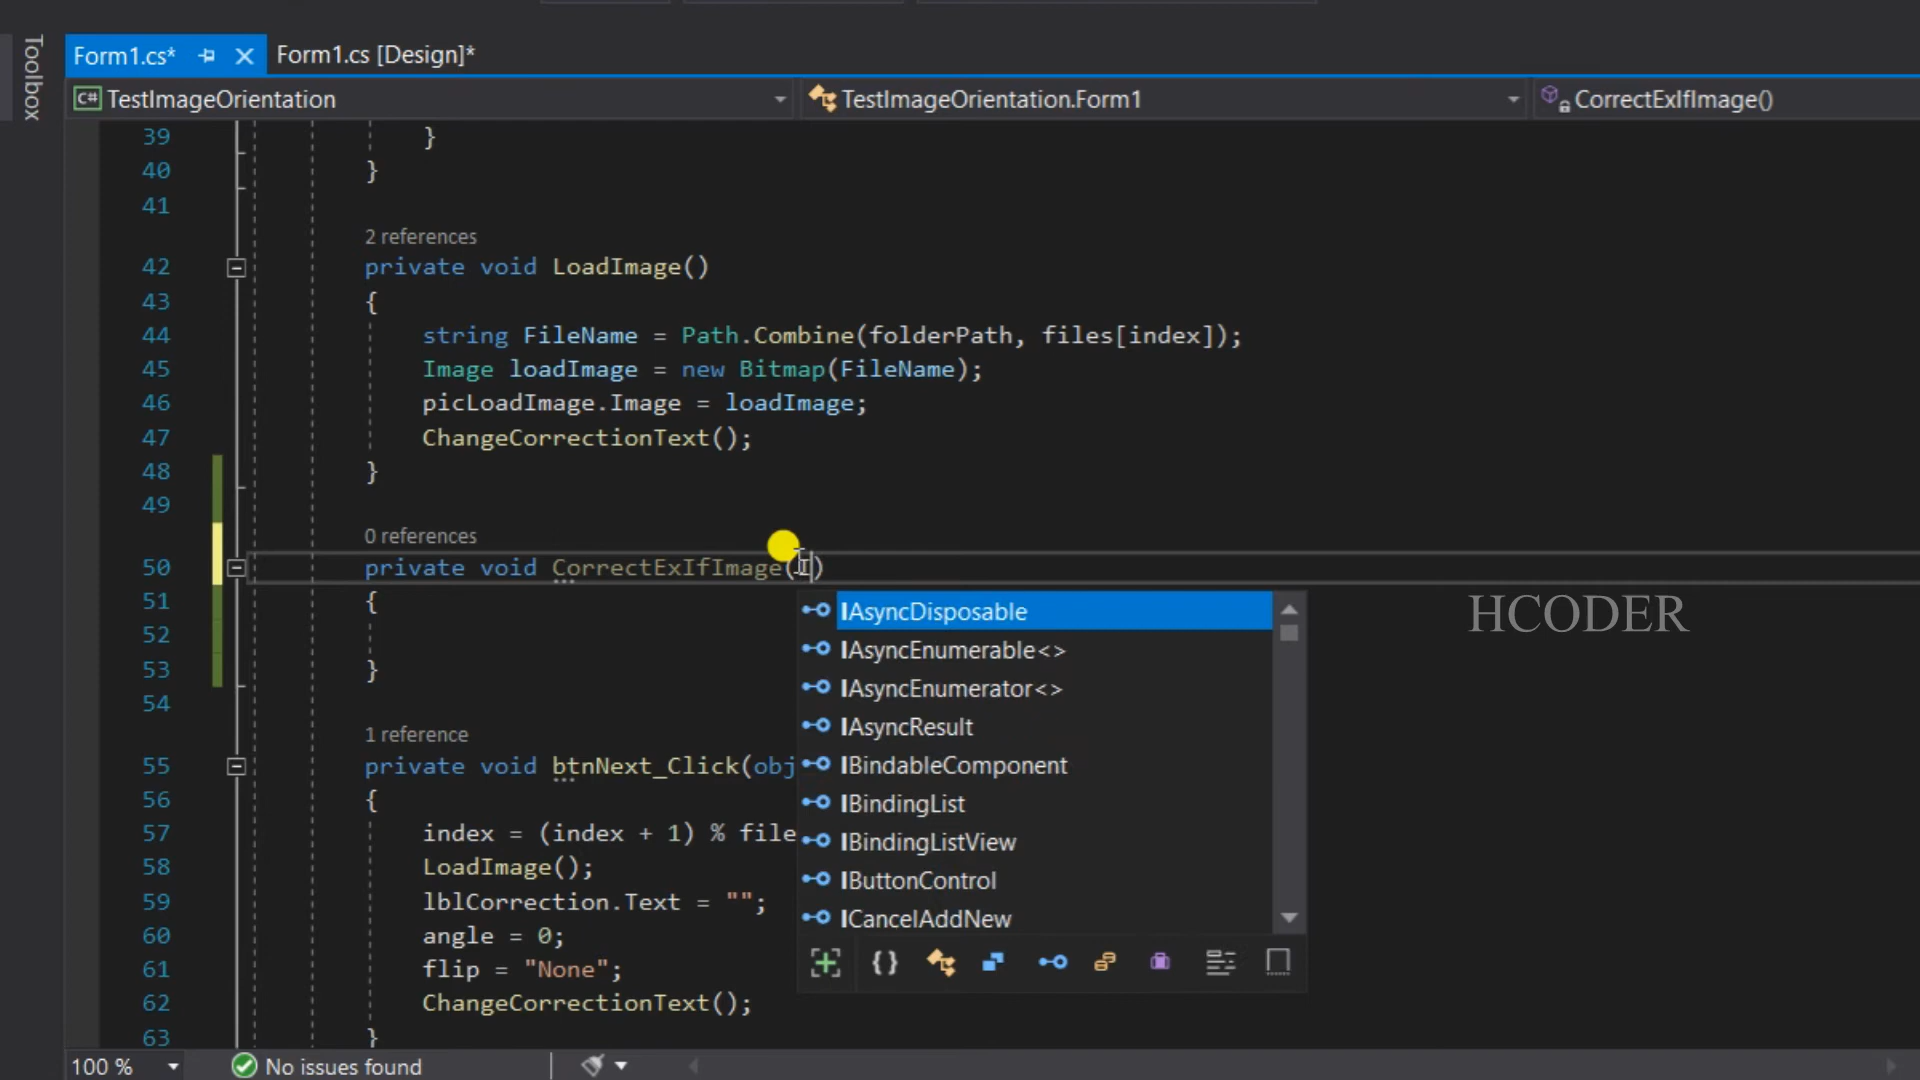 Toolbox
Form1.cs*
Form1.cs [Design]*
C# TestImageOrientation
TestImageOrientation.Form1
CorrectExIfImage()
39 }
40 }
41
2 references
42 private void LoadImage()
43 {
44 string FileName = Path.Combine(folderPath, files[index]);
45 Image loadImage = new Bitmap(FileName);
46 picLoadImage.Image = loadImage;
47 ChangeCorrectionText();
48 }
49
0 references
50 private void CorrectExIfImage(I)
51 {
52
53 }
54
1 reference
55 private void btnNext_Click(obj
56 {
57 index = (index + 1) % file
58 LoadImage();
59 lblCorrection.Text = "";
60 angle = 0;
61 flip = "None";
62 ChangeCorrectionText();
63 }
IAsyncDisposable
IAsyncEnumerable<>
IAsyncEnumerator<>
IAsyncResult
IBindableComponent
IBindingList
IBindingListView
IButtonControl
ICancelAddNew
HCODER
100 %
No issues found